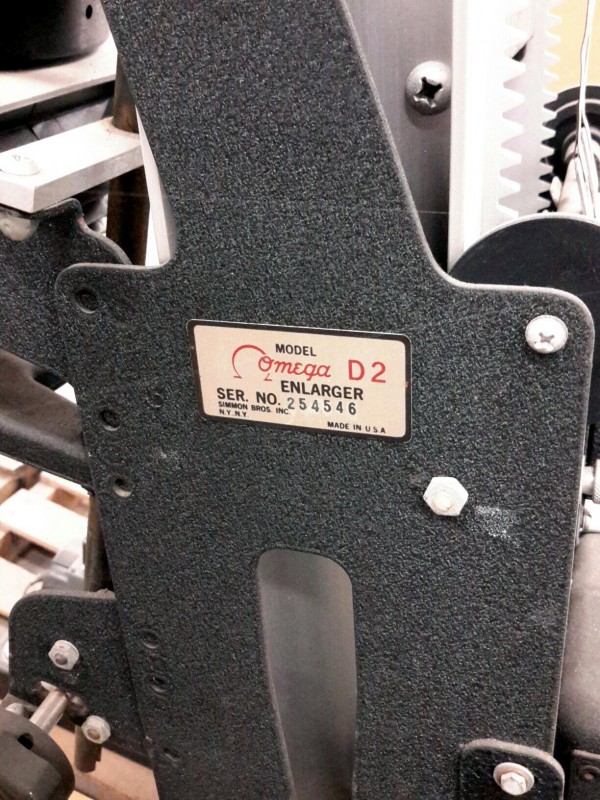 MODEL
Omega D2
ENLARGER
SER. NO. 254546
SIMMON BROS. INC.
N.Y. N.Y.
MADE IN U.S.A